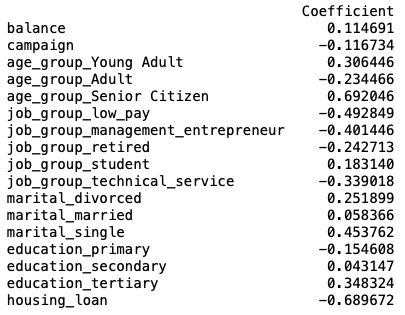 Coefficient
balance 0.114691
campaign -0.116734
age_group_Young Adult 0.306446
age_group_Adult -0.234466
age_group_Senior Citizen 0.692046
job_group_low_pay -0.492849
job_group_management_entrepreneur -0.401446
job_group_retired -0.242713
job_group_student 0.183140
job_group_technical_service -0.339018
marital_divorced 0.251899
marital_married 0.058366
marital_single 0.453762
education_primary -0.154608
education_secondary 0.043147
education_tertiary 0.348324
housing_loan -0.689672